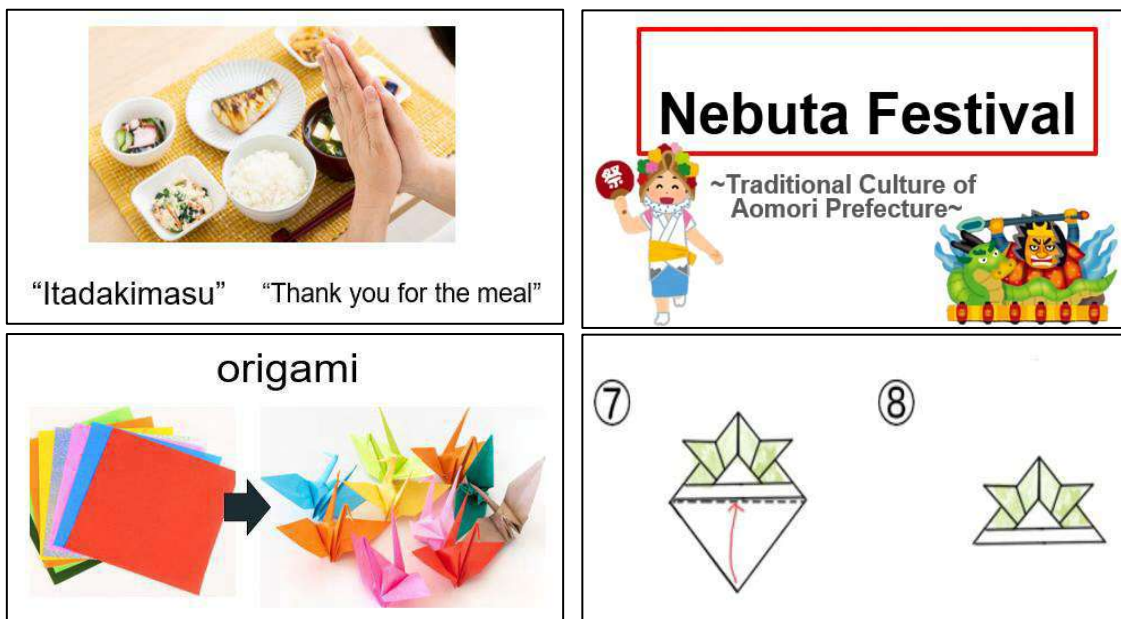 “Itadakimasu” “Thank you for the meal”
Nebuta Festival
祭
~Traditional Culture of
Aomori Prefecture~
origami
⑦ ⑧